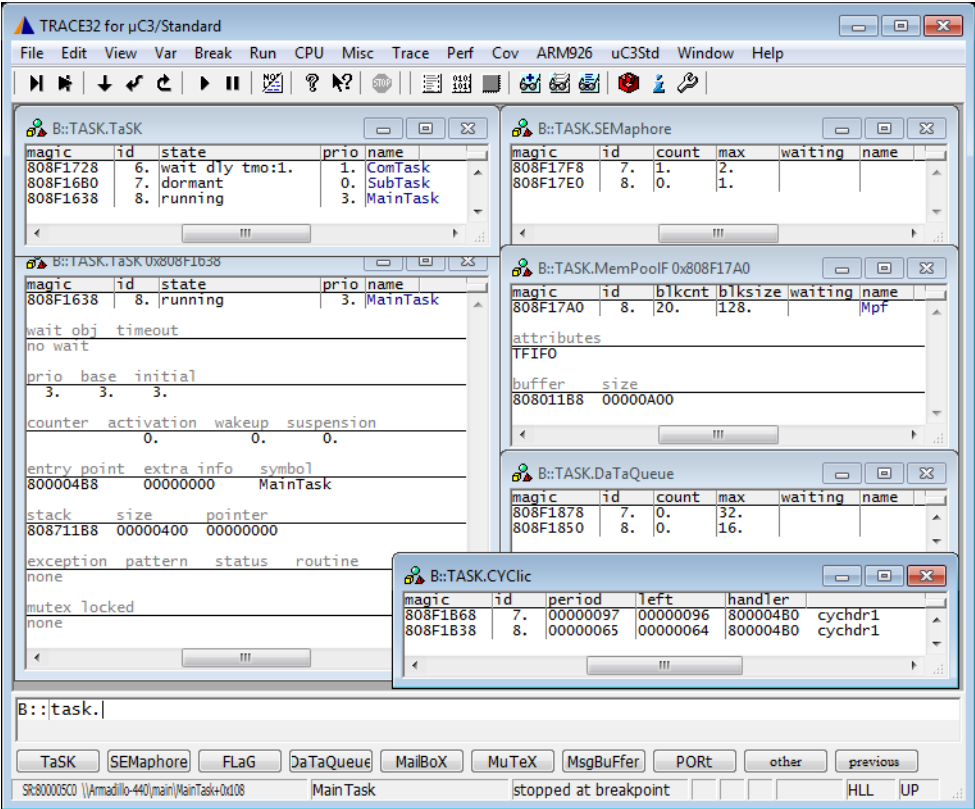 TRACE32 for µC3/Standard
File Edit View Var Break Run CPU Misc Trace Perf Cov ARM926 uC3Std Window Help
B::TASK.TaSK
magic id state prio name
808F1728 6. wait dly tmo:1. 1. ComTask
808F16B0 7. dormant 0. SubTask
808F1638 8. running 3. MainTask
B::TASK.TaSK 0x808F1638
magic id state prio name
808F1638 8. running 3. MainTask
wait obj timeout
no wait
prio base initial
3. 3. 3.
counter activation wakeup suspension
0. 0. 0.
entry point extra info symbol
800004B8 00000000 MainTask
stack size pointer
808711B8 00000400 00000000
exception pattern status routine
none
mutex locked
none
B::TASK.SEMaphore
magic id count max waiting name
808F17F8 7. 1. 2.
808F17E0 8. 0. 1.
B::TASK.MemPoolF 0x808F17A0
magic id blkcnt blksize waiting name
808F17A0 8. 20. 128. Mpf
attributes
TFIFO
buffer size
808011B8 00000A00
B::TASK.DaTaQueue
magic id count max waiting name
808F1878 7. 0. 32.
808F1850 8. 0. 16.
B::TASK.CYClic
magic id period left handler
808F1B68 7. 00000097 00000096 800004B0 cychdr1
808F1B38 8. 00000065 00000064 800004B0 cychdr1
B::task.
TaSK SEMaphore FLaG DaTaQueue MailBoX MuTeX MsgBuFfer PORt other previous
SR:800005C0 \\Armadillo-440\main\MainTask+0x108 MainTask stopped at breakpoint HLL UP